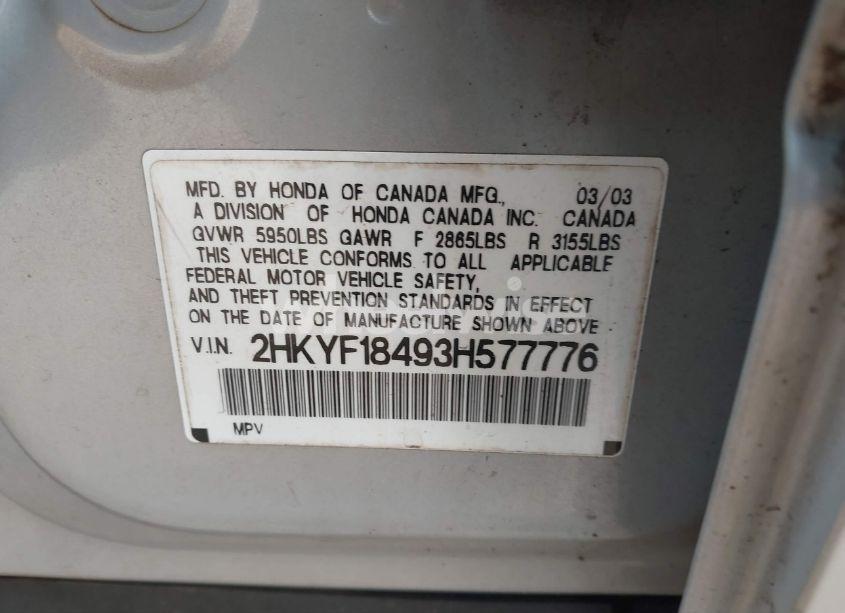 MFD. BY HONDA OF CANADA MFG., 03/03
A DIVISION OF HONDA CANADA INC. CANADA
GVWR 5950LBS GAWR F 2865LBS R 3155LBS
THIS VEHICLE CONFORMS TO ALL APPLICABLE
FEDERAL MOTOR VEHICLE SAFETY,
AND THEFT PREVENTION STANDARDS IN EFFECT
ON THE DATE OF MANUFACTURE SHOWN ABOVE
V.I.N. 2HKYF18493H577776
MPV